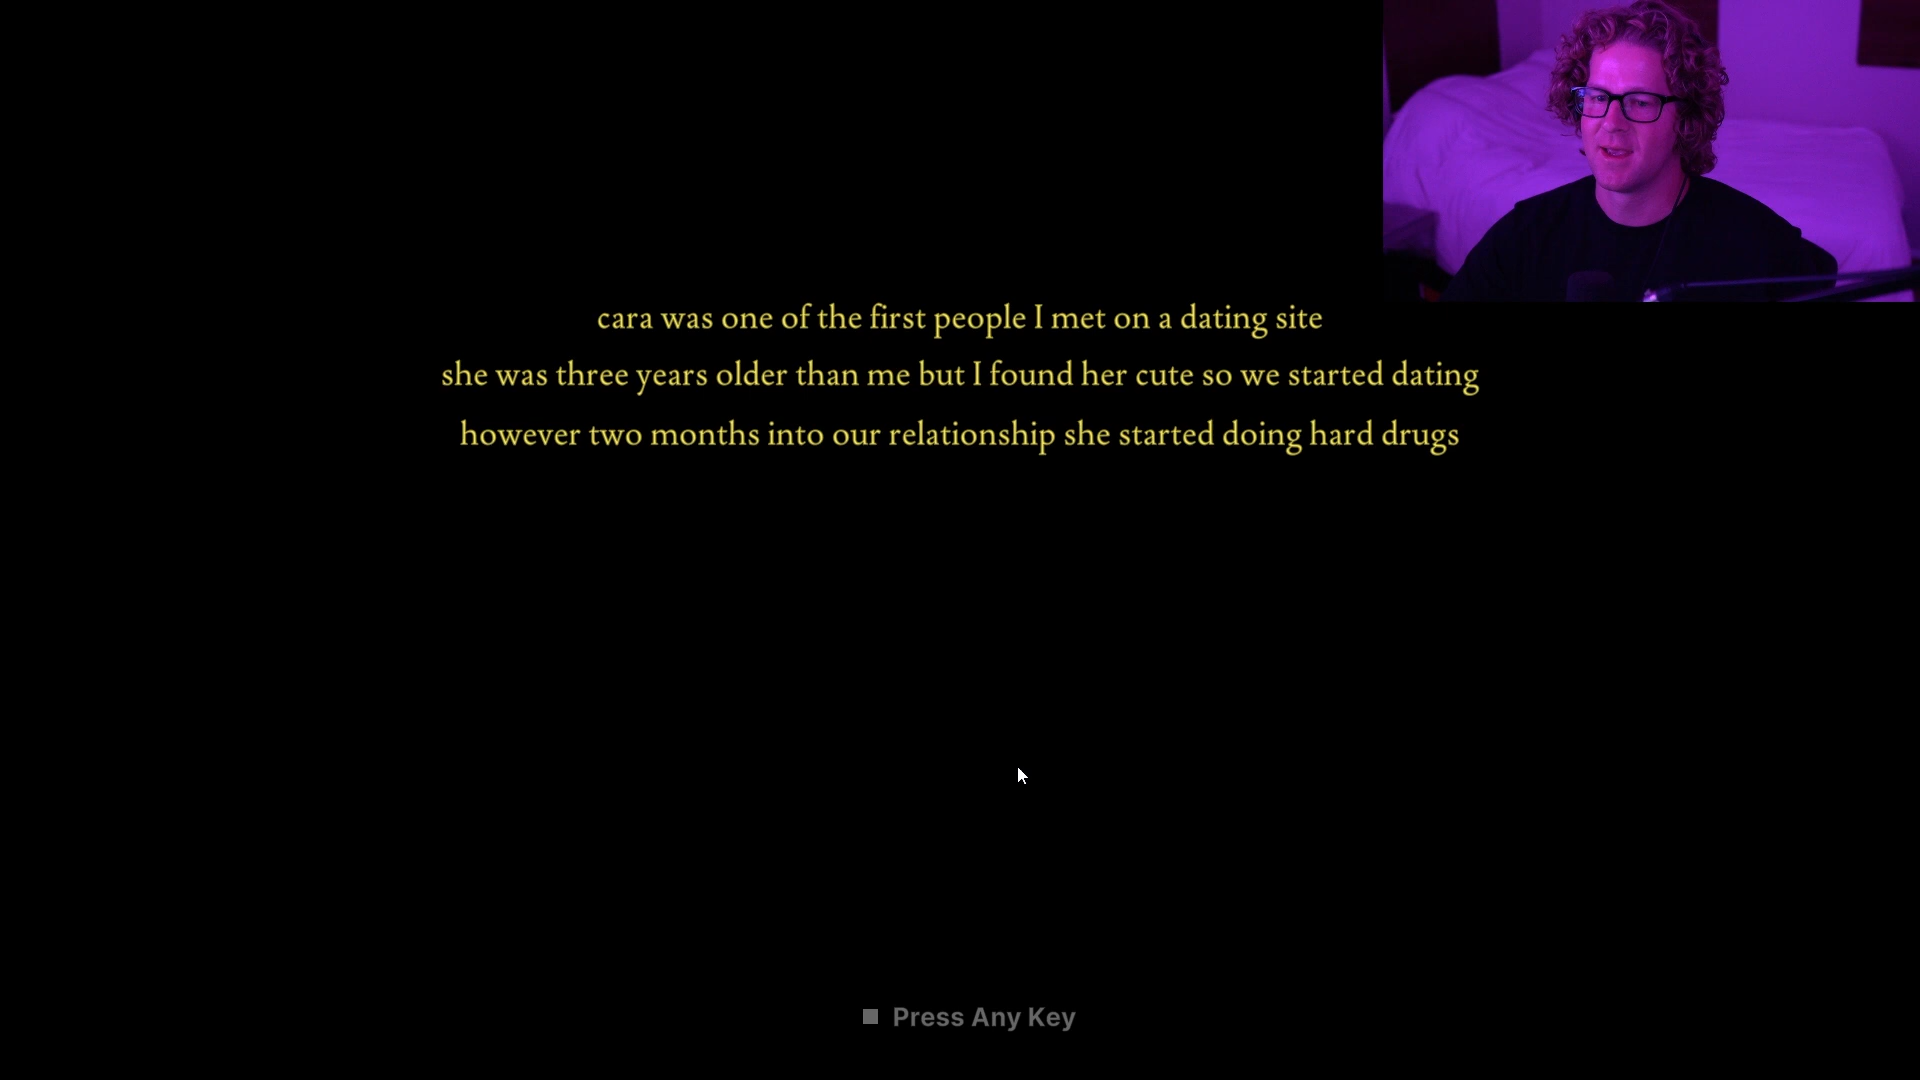 cara was one of the first people I met on a dating site
she was three years older than me but I found her cute so we started dating
however two months into our relationship she started doing hard drugs
Press Any Key